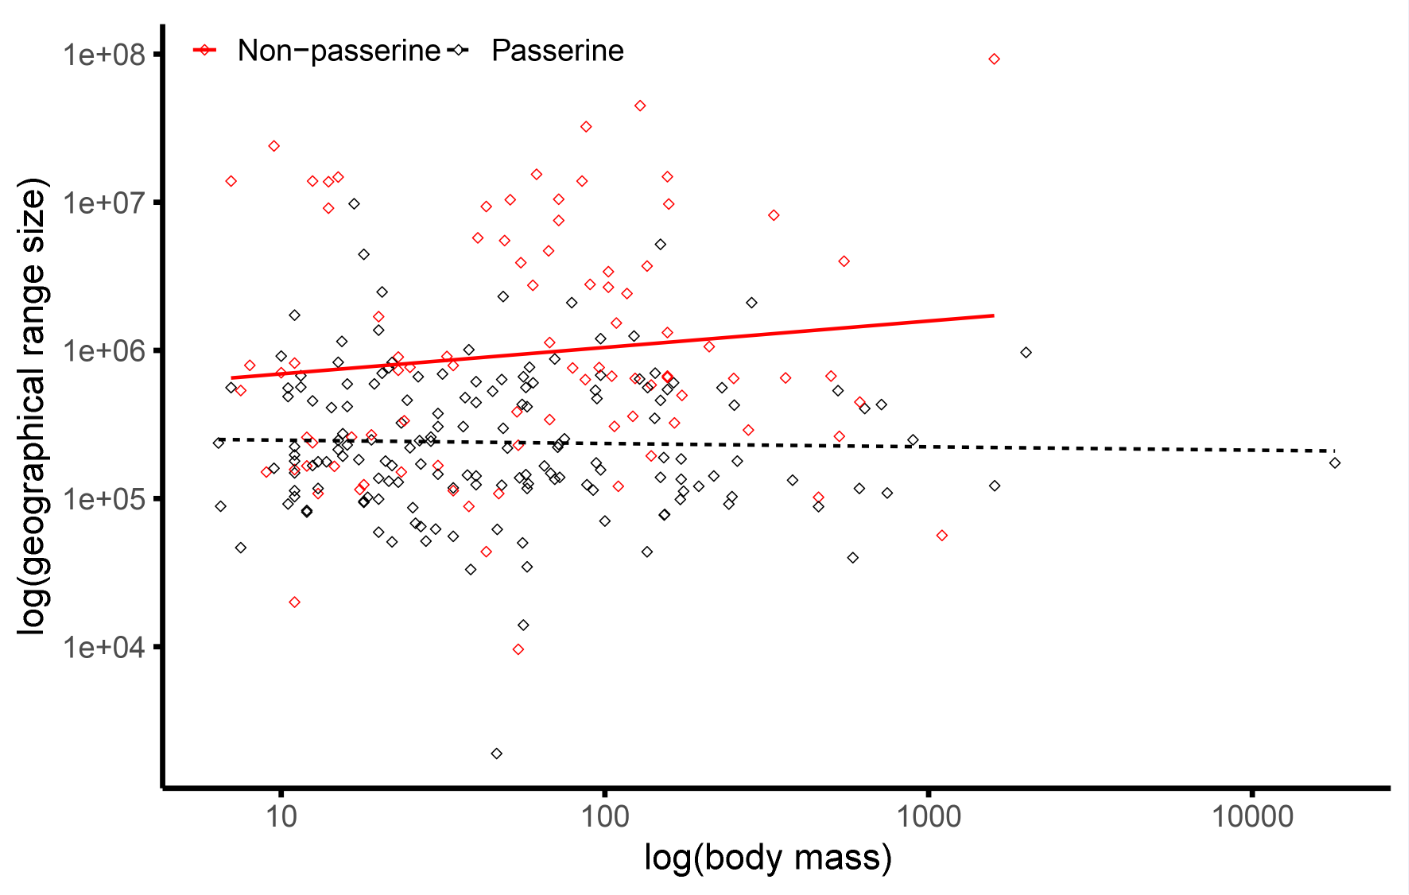 Non−passerine Passerine
1e+08
1e+07
1e+06
1e+05
1e+04
log(geographical range size)
10 100 1000 10000
log(body mass)